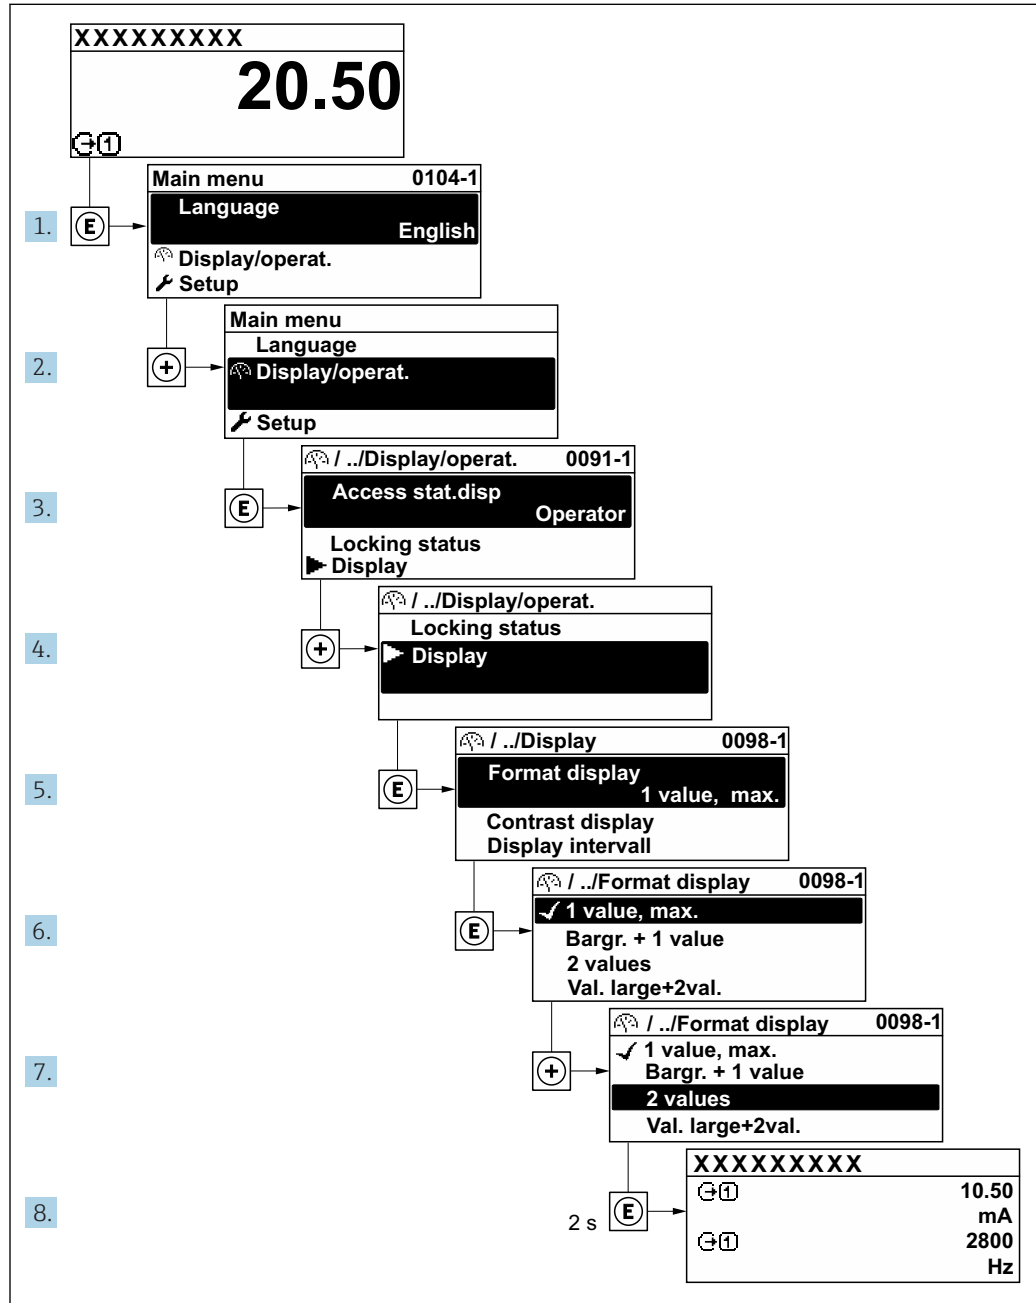 XXXXXXXXX
20.50
1
Main menu 0104-1
Language
English
Display/operat.
Setup
1. E
Main menu
Language
Display/operat.
Setup
2. +
/ ../Display/operat. 0091-1
Access stat.disp
Operator
Locking status
Display
3. E
/ ../Display/operat.
Locking status
Display
4. +
/ ../Display 0098-1
Format display
1 value, max.
Contrast display
Display intervall
5. E
/ ../Format display 0098-1
1 value, max.
Bargr. + 1 value
2 values
Val. large+2val.
6. E
/ ../Format display 0098-1
1 value, max.
Bargr. + 1 value
2 values
Val. large+2val.
7. +
XXXXXXXXX
1 10.50
mA
1 2800
Hz
8. 2 s E